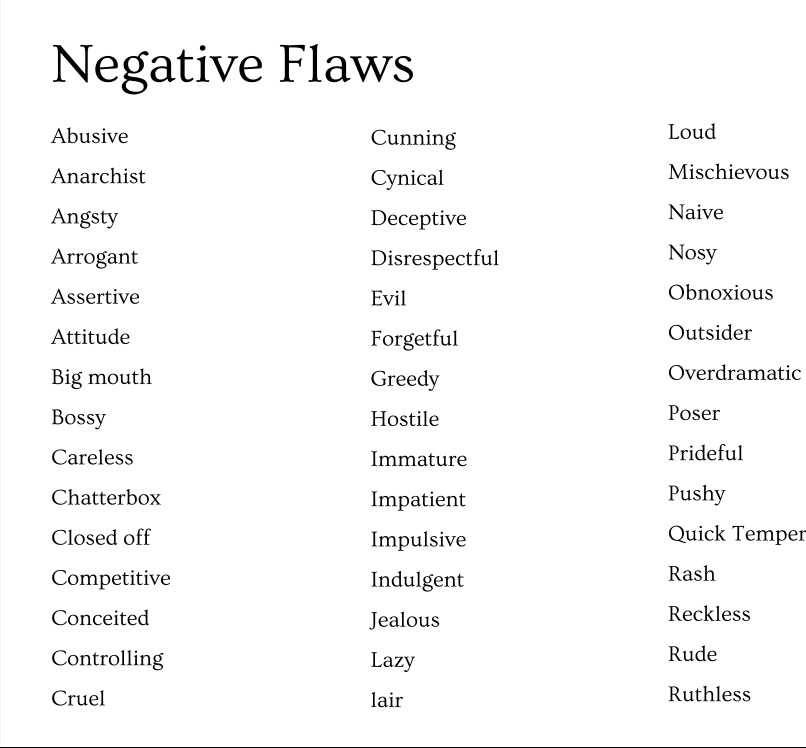 Negative Flaws
Abusive
Anarchist
Angsty
Arrogant
Assertive
Attitude
Big mouth
Bossy
Careless
Chatterbox
Closed off
Competitive
Conceited
Controlling
Cruel
Cunning
Cynical
Deceptive
Disrespectful
Evil
Forgetful
Greedy
Hostile
Immature
Impatient
Impulsive
Indulgent
Jealous
Lazy
lair
Loud
Mischievous
Naive
Nosy
Obnoxious
Outsider
Overdramatic
Poser
Prideful
Pushy
Quick Temper
Rash
Reckless
Rude
Ruthless